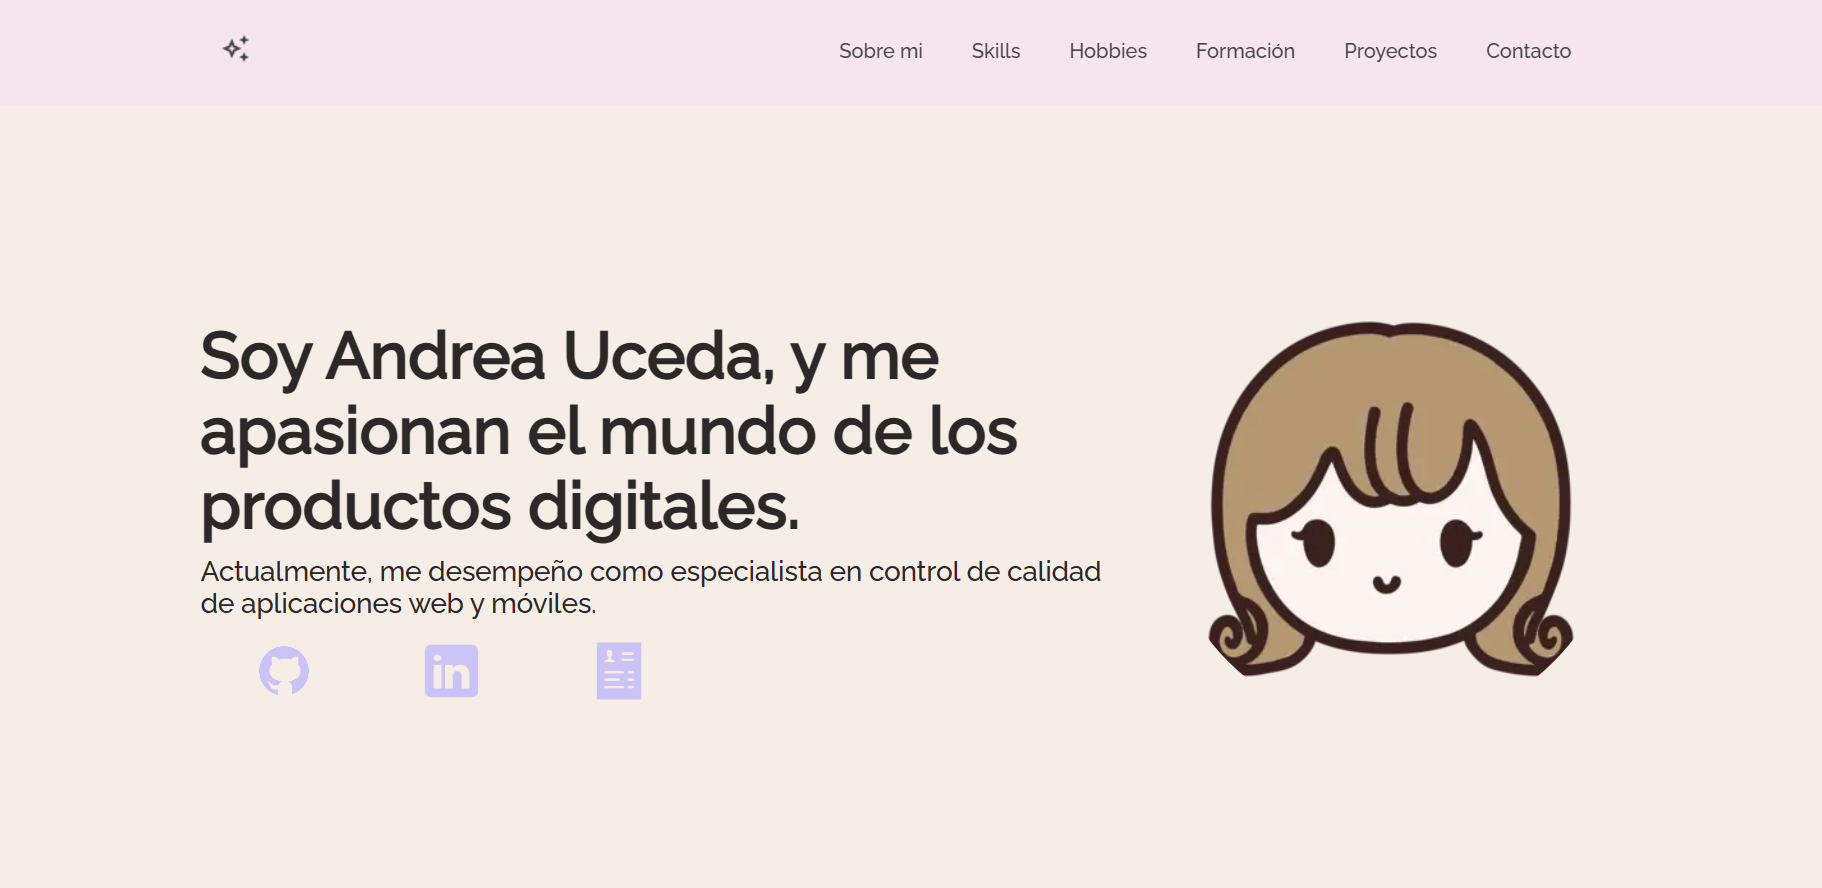 Sobre mi Skills Hobbies Formación Proyectos Contacto
Soy Andrea Uceda, y me
apasionan el mundo de los
productos digitales.
Actualmente, me desempeño como especialista en control de calidad
de aplicaciones web y móviles.
in